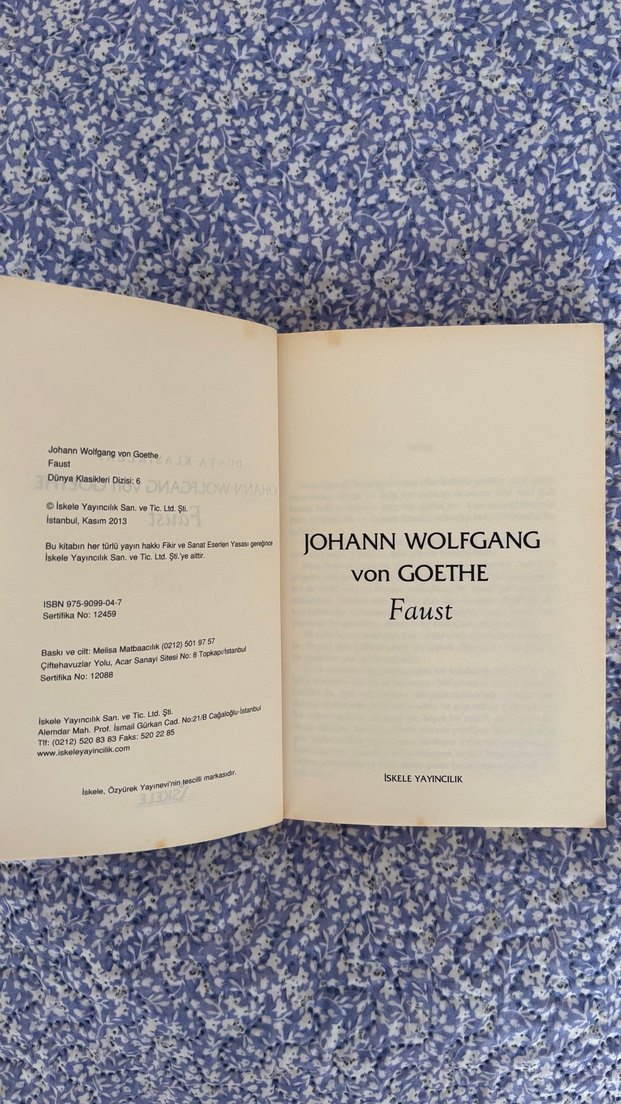 Johann Wolfgang von Goethe
Faust
Dünya Klasikleri Dizisi: 6
© İskele Yayıncılık San. ve Tic. Ltd. Şti.
İstanbul, Kasım 2013
Bu kitabın her türlü yayın hakkı Fikir ve Sanat Eserleri Yasası gereğince
İskele Yayıncılık San. ve Tic. Ltd. Şti.'ye aittir.
ISBN 975-9099-04-7
Sertifika No: 12459
Baskı ve cilt: Melisa Matbaacılık (0212) 501 97 57
Çiftehavuzlar Yolu, Acar Sanayi Sitesi No: 8 Topkapı/İstanbul
Sertifika No: 12088
İskele Yayıncılık San. ve Tic. Ltd. Şti.
Alemdar Mah. Prof. İsmail Gürkan Cad. No:21/B Cağaloğlu-İstanbul
Tlf: (0212) 520 83 83 Faks: 520 22 85
www.iskeleyayincilik.com
İskele, Özyürek Yayınevi'nin tescilli markasıdır.
JOHANN WOLFGANG
von GOETHE
Faust
İSKELE YAYINCILIK